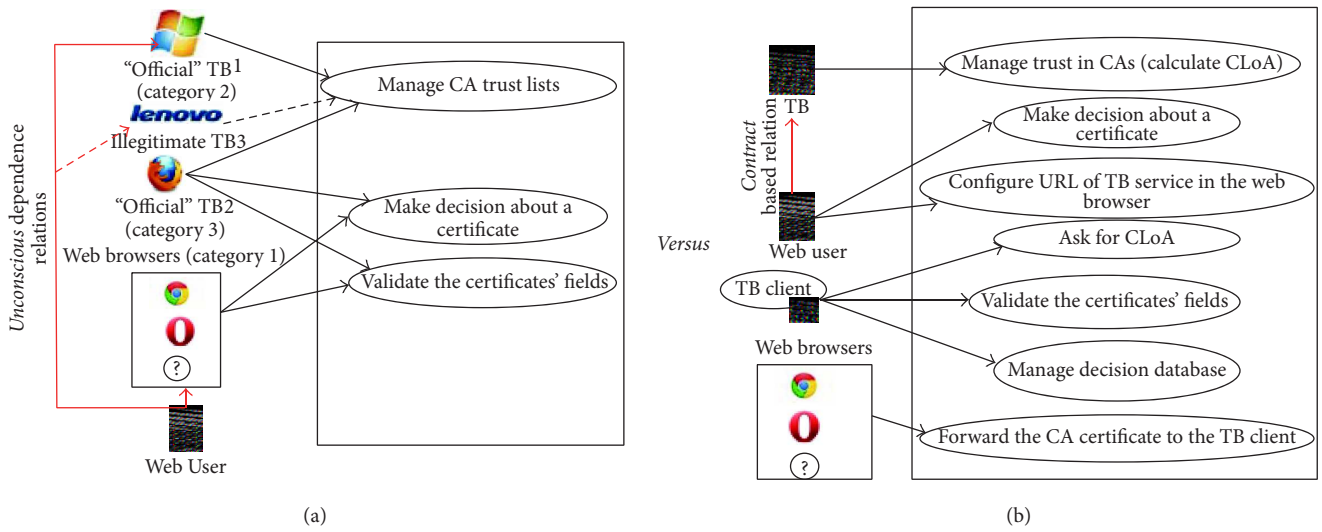 "Official" TB1
(category 2)
lenovo
Illegitimate TB3
"Official" TB2
(category 3)
Web browsers (category 1)
?
Web User
Unconscious dependence
relations
Manage CA trust lists
Make decision about a
certificate
Validate the certificates' fields
(a)
Versus
TB
Contract
based relation
Web user
TB client
Web browsers
?
Manage trust in CAs (calculate CLoA)
Make decision about a
certificate
Configure URL of TB service in the web
browser
Ask for CLoA
Validate the certificates' fields
Manage decision database
Forward the CA certificate to the TB client
(b)